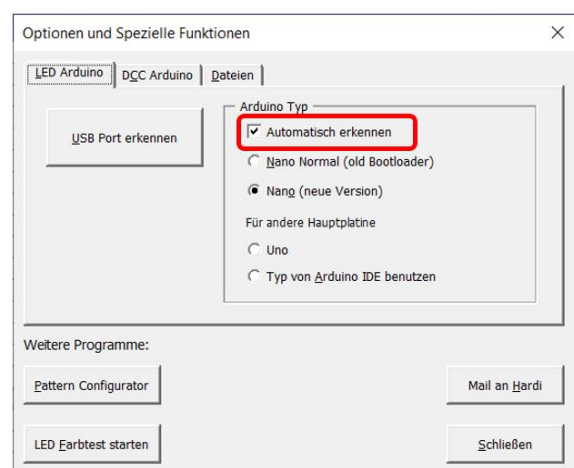 Optionen und Spezielle Funktionen
LED Arduino
DCC Arduino
Dateien
USB Port erkennen
Arduino Typ
Automatisch erkennen
Nano Normal (old Bootloader)
Nano (neue Version)
Für andere Hauptplatine
Uno
Typ von Arduino IDE benutzen
Weitere Programme:
Pattern Configurator
Mail an Hardi
LED Farbtest starten
Schließen